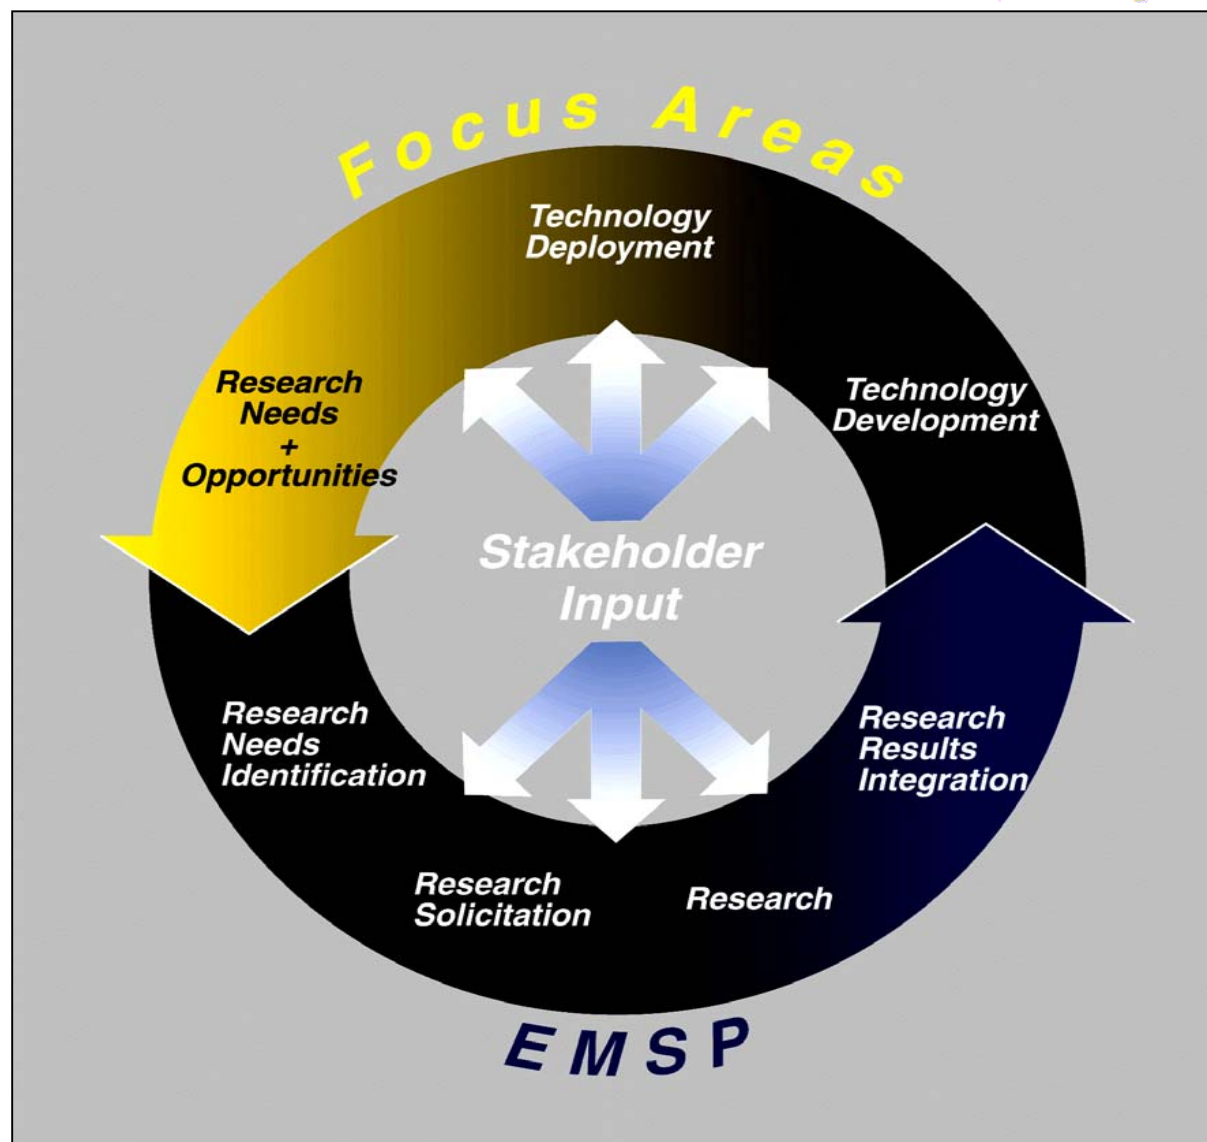 Focus Areas
Technology
Deployment
Research
Needs
+
Opportunities
Technology
Development
Stakeholder
Input
Research
Needs
Identification
Research
Results
Integration
Research
Solicitation
Research
EMSP